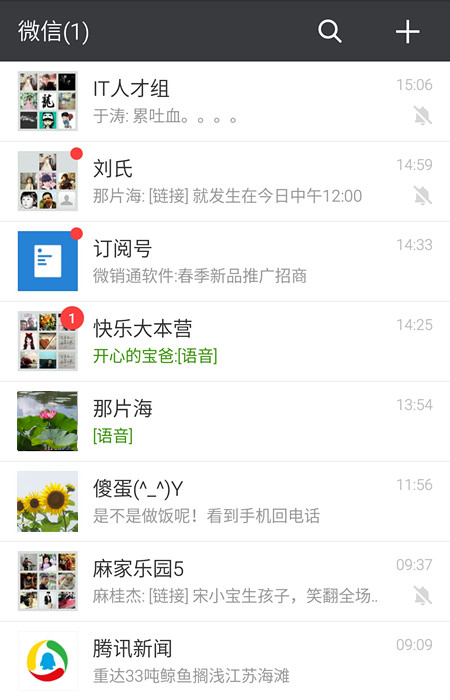 微信(1)
IT人才组
15:06
于涛: 累吐血。。。。
刘氏
14:59
那片海: [链接] 就发生在今日中午12:00
订阅号
14:33
微销通软件:春季新品推广招商
1
快乐大本营
14:25
开心的宝爸:[语音]
那片海
13:54
[语音]
傻蛋(^_^)Y
11:56
是不是做饭呢！看到手机回电话
麻家乐园5
09:37
麻桂杰: [链接] 宋小宝生孩子，笑翻全场..
腾讯新闻
09:09
重达33吨鲸鱼搁浅江苏海滩